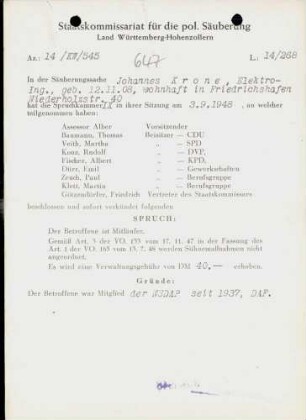 Staatskommissariat für die pol. Säuberung
Land Württemberg-Hohenzollern
Az.: 14 /KW/545
647
L.: 14/268
In der Säuberungssache Johannes Krone, Elektro-
Ing., geb. 12.11.08, wohnhaft in Friedrichshafen
Niederholzstr. 40
hat die Spruchkammer IX in ihrer Sitzung am 3.9.1948 , an welcher
teilgenommen haben:
Assessor Alber Vorsitzender
Baumann, Thomas Beisitzer — CDU
Veith, Martha „ — SPD
Konz, Rudolf „ — DVP,
Fischer, Albert „ — KPD,
Ütter, Emil „ — Gewerkschaften
Zensh, Paul „ — Berufsgruppe
Klett, Martin „ — Berufsgruppe
Friedrich Vertreter des Staatskommissars
beschlossen und sofort verkündet folgenden
SPRUCH:
Der Betroffene ist Mitläufer.
Gemäß Art. 3 der VO. 133 vom 17. 11. 47 in der Fassung des
Art. 4 der VO. 165 vom 13. 7. 48 werden Sühnemaßnahmen nicht
angeordnet.
Es wird eine Verwaltungsgebühr von DM 40.— erhoben.
Gründe:
Der Betroffene war Mitglied der NSDAP seit 1937, DAF.